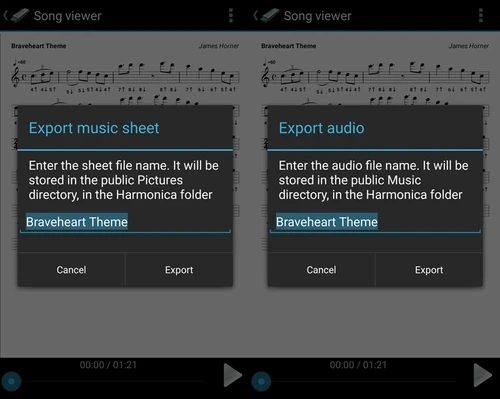 Song viewer
Braveheart Theme
James Horner
Export music sheet
Enter the sheet file name. It will be
stored in the public Pictures
directory, in the Harmonica folder
Braveheart Theme
Cancel
Export
00:00 / 01:21
Song viewer
Braveheart Theme
James Horner
Export audio
Enter the audio file name. It will be
stored in the public Music
directory, in the Harmonica folder
Braveheart Theme
Cancel
Export
00:00 / 01:21